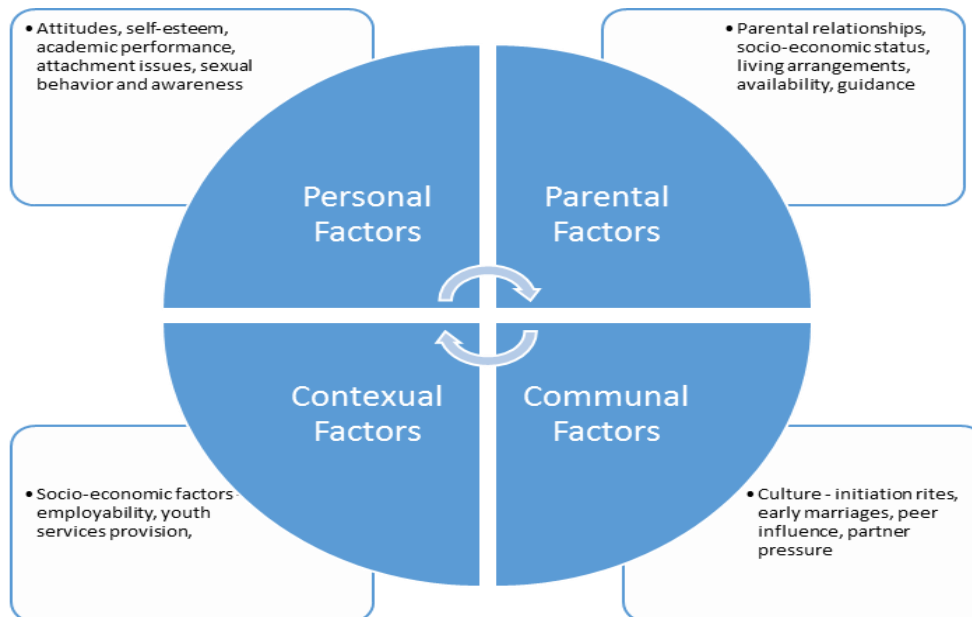 • Attitudes, self-esteem,
academic performance,
attachment issues, sexual
behavior and awareness
• Parental relationships,
socio-economic status,
living arrangements,
availability, guidance
Personal
Factors
Parental
Factors
Contexual
Factors
Communal
Factors
• Socio-economic factors
employability, youth
services provision,
• Culture - initiation rites,
early marriages, peer
influence, partner
pressure